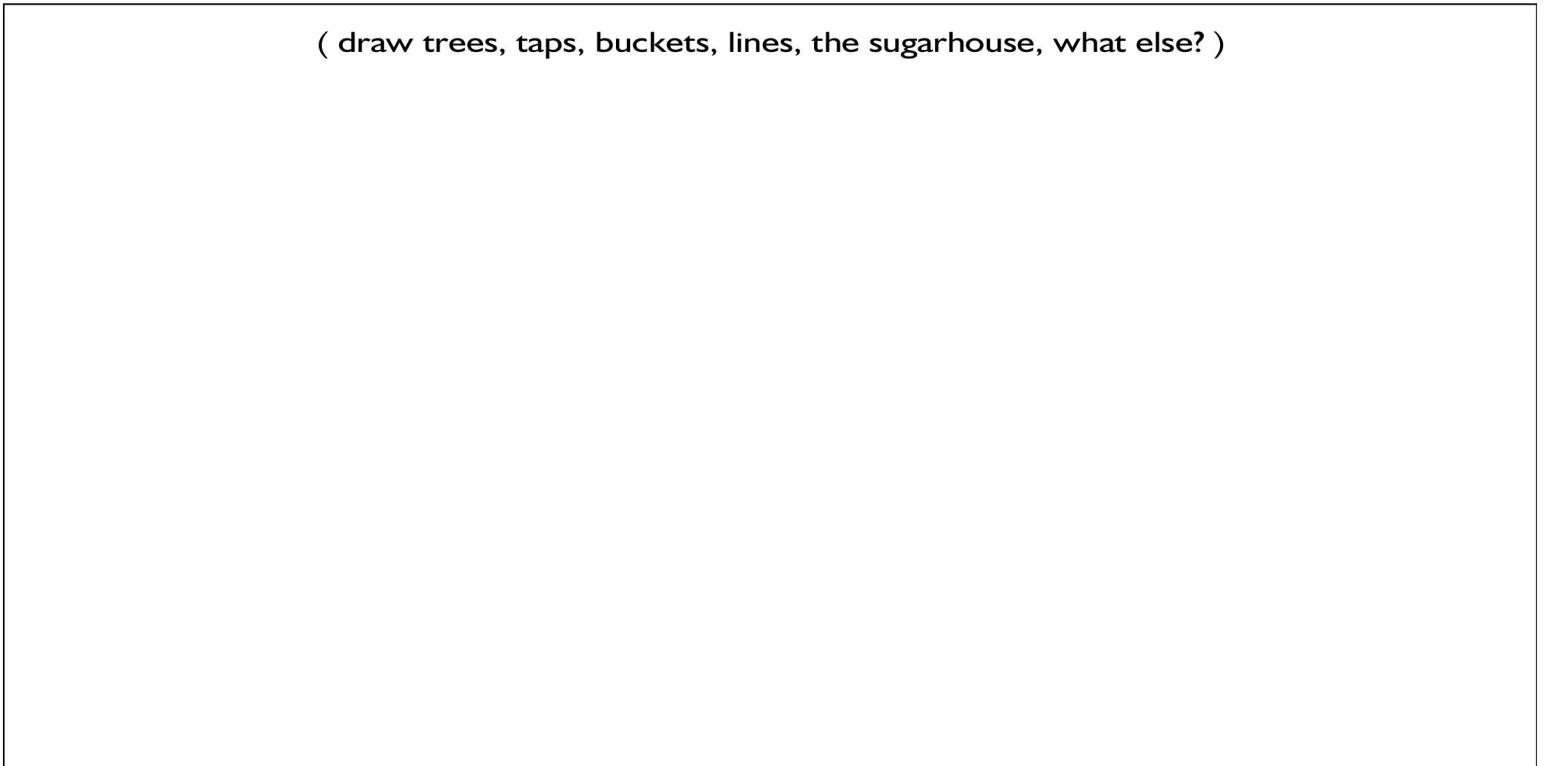 ( draw trees, taps, buckets, lines, the sugarhouse, what else? )